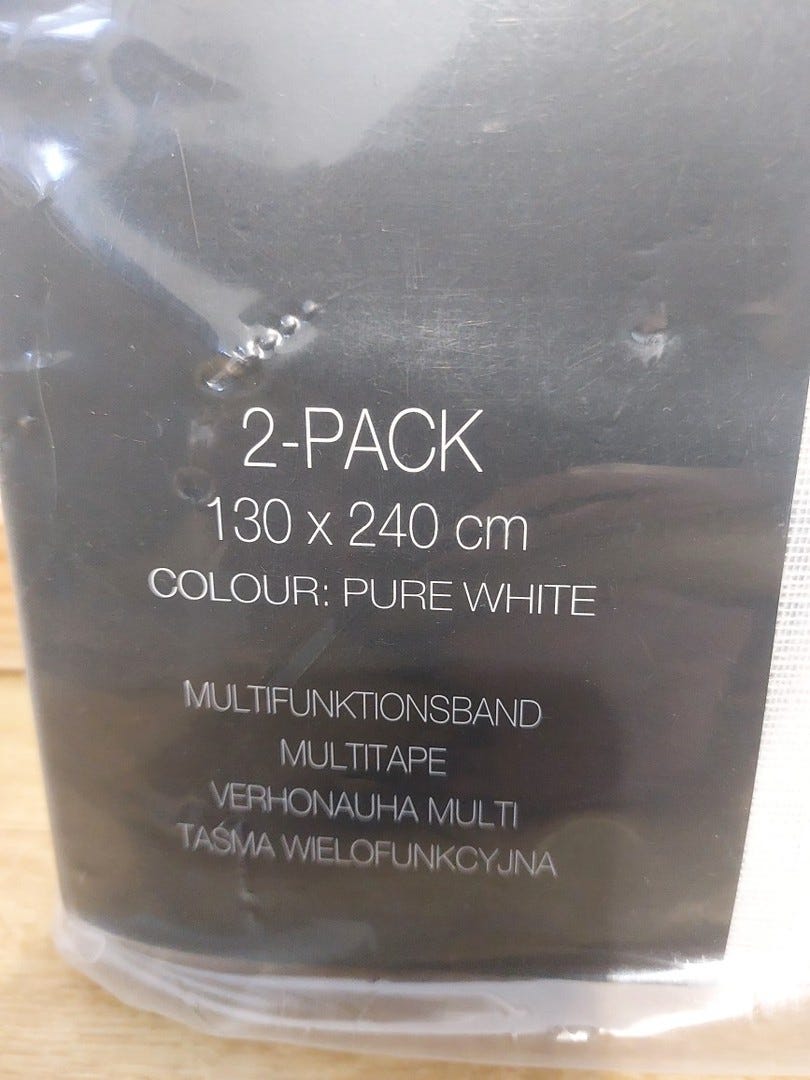 2-PACK
130 x 240 cm
COLOUR: PURE WHITE
MULTIFUNKTIONSBAND
MULTITAPE
VERHONAUHA MULTI
TAŚMA WIELOFUNKCYJNA